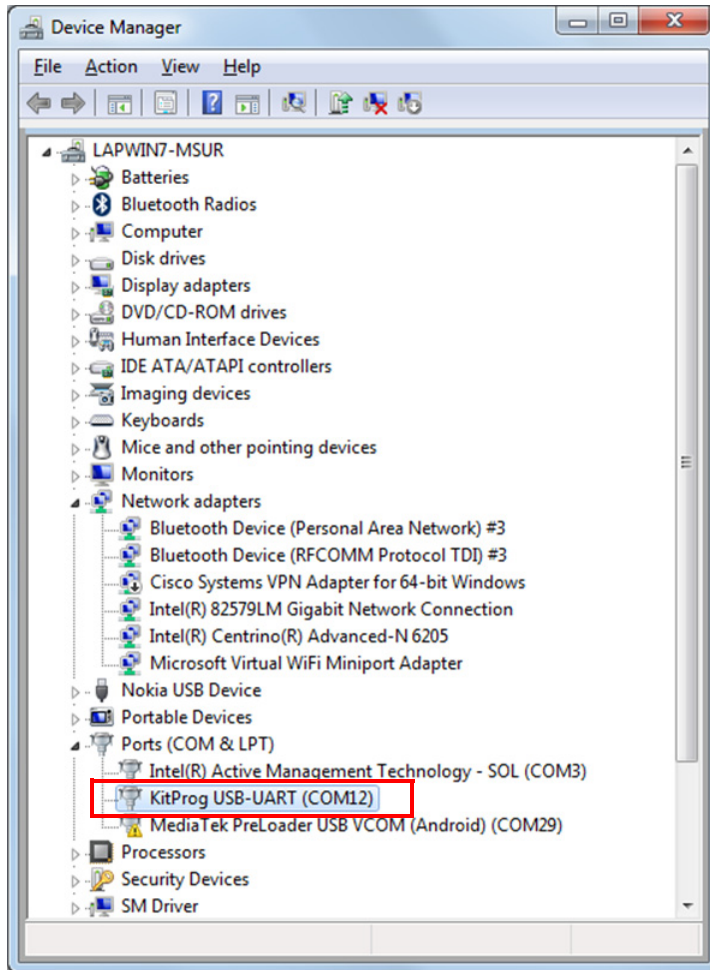 Device Manager
File Action View Help
LAPWIN7-MSUR
Batteries
Bluetooth Radios
Computer
Disk drives
Display adapters
DVD/CD-ROM drives
Human Interface Devices
IDE ATA/ATAPI controllers
Imaging devices
Keyboards
Mice and other pointing devices
Monitors
Network adapters
Bluetooth Device (Personal Area Network) #3
Bluetooth Device (RFCOMM Protocol TDI) #3
Cisco Systems VPN Adapter for 64-bit Windows
Intel(R) 82579LM Gigabit Network Connection
Intel(R) Centrino(R) Advanced-N 6205
Microsoft Virtual WiFi Miniport Adapter
Nokia USB Device
Portable Devices
Ports (COM & LPT)
Intel(R) Active Management Technology - SOL (COM3)
KitProg USB-UART (COM12)
MediaTek PreLoader USB VCOM (Android) (COM29)
Processors
Security Devices
SM Driver